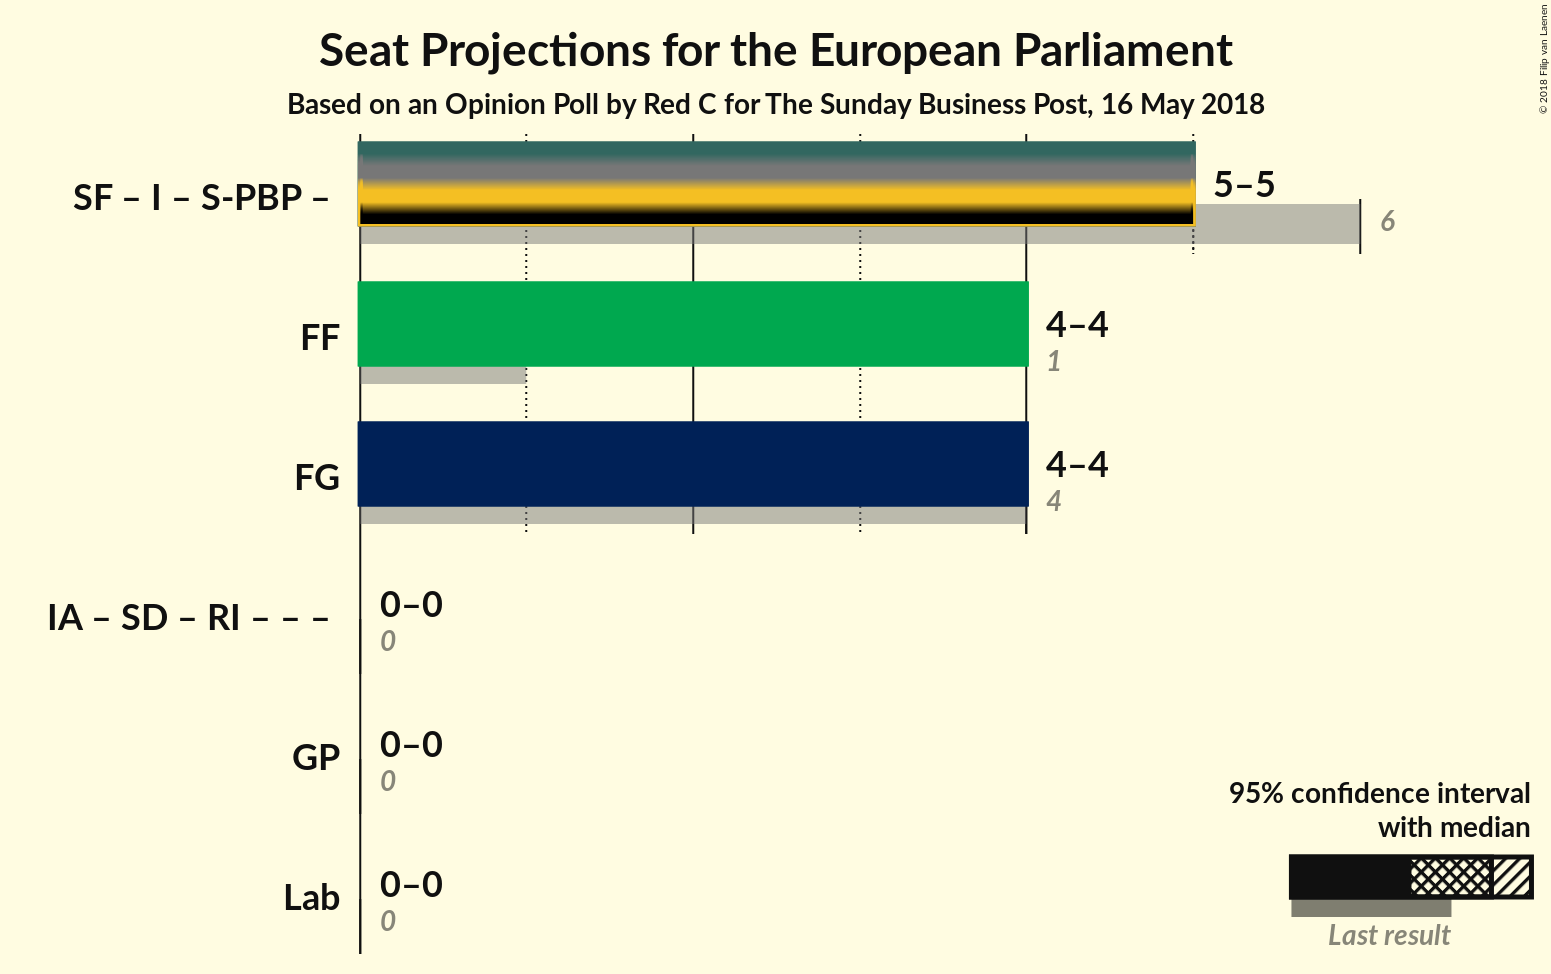 Seat Projections for the European Parliament
Based on an Opinion Poll by Red C for The Sunday Business Post, 16 May 2018
© 2018 Filip van Laenen
SF – I – S-PBP –
5–5
6
FF
4–4
1
FG
4–4
4
IA – SD – RI – – –
0–0
0
GP
0–0
0
Lab
0–0
0
95% confidence interval
with median
Last result